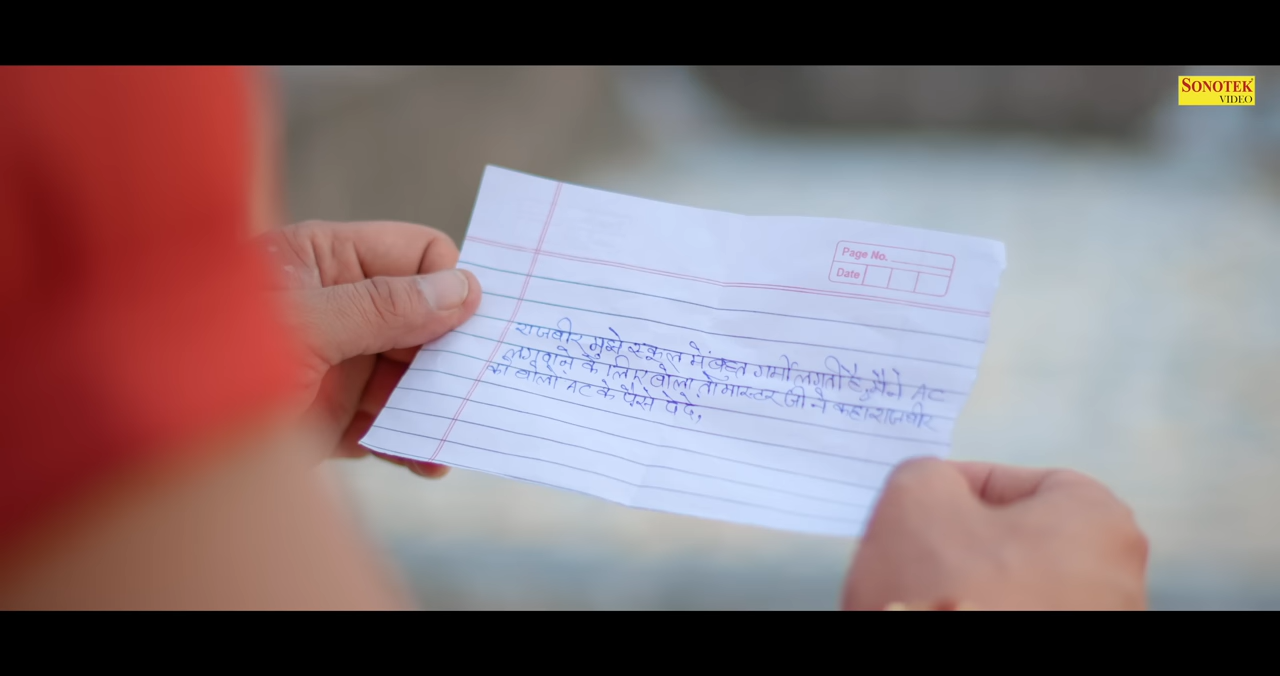 SONOTEK
VIDEO
Page No.
Date
राजबीर मुझे स्कूल में बहुत गर्मी लगती है, मैने AC
लगवाने के लिए बोला तो मास्टर जी ने कहा राजबीर
को बोलो AC के पैसे देदे,